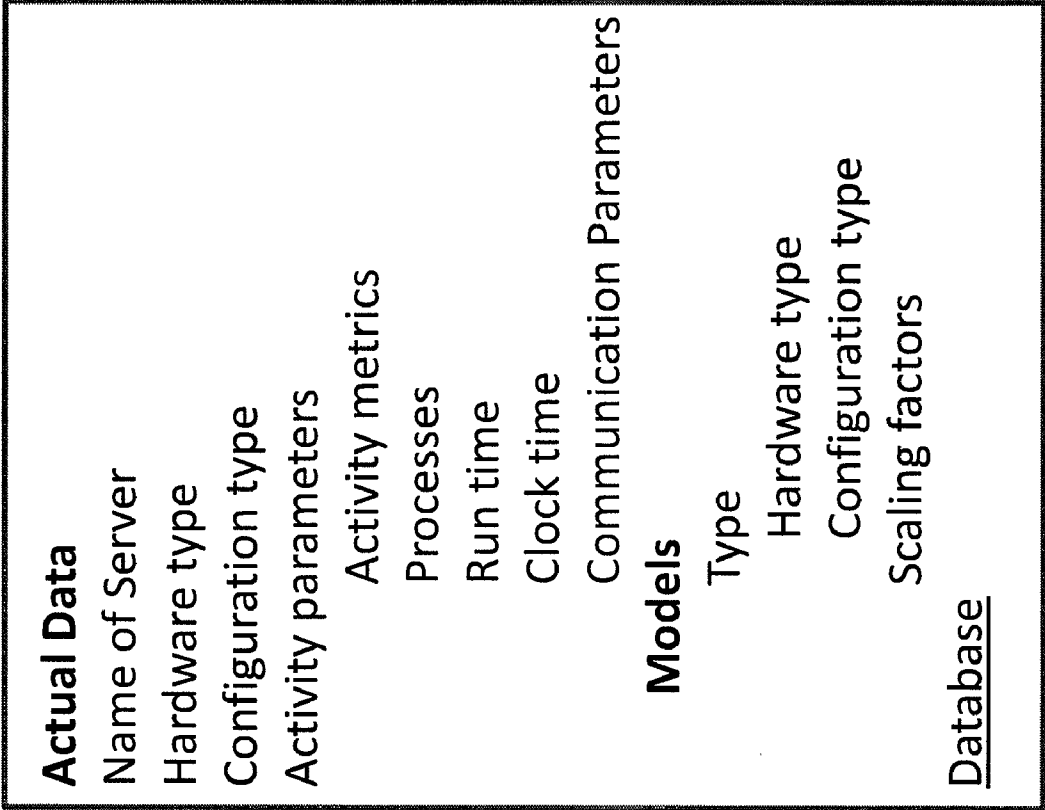 Actual Data
Name of Server
Hardware type
Configuration type
Activity parameters
Activity metrics
Processes
Run time
Clock time
Communication Parameters
Models
Type
Hardware type
Configuration type
Scaling factors
Database